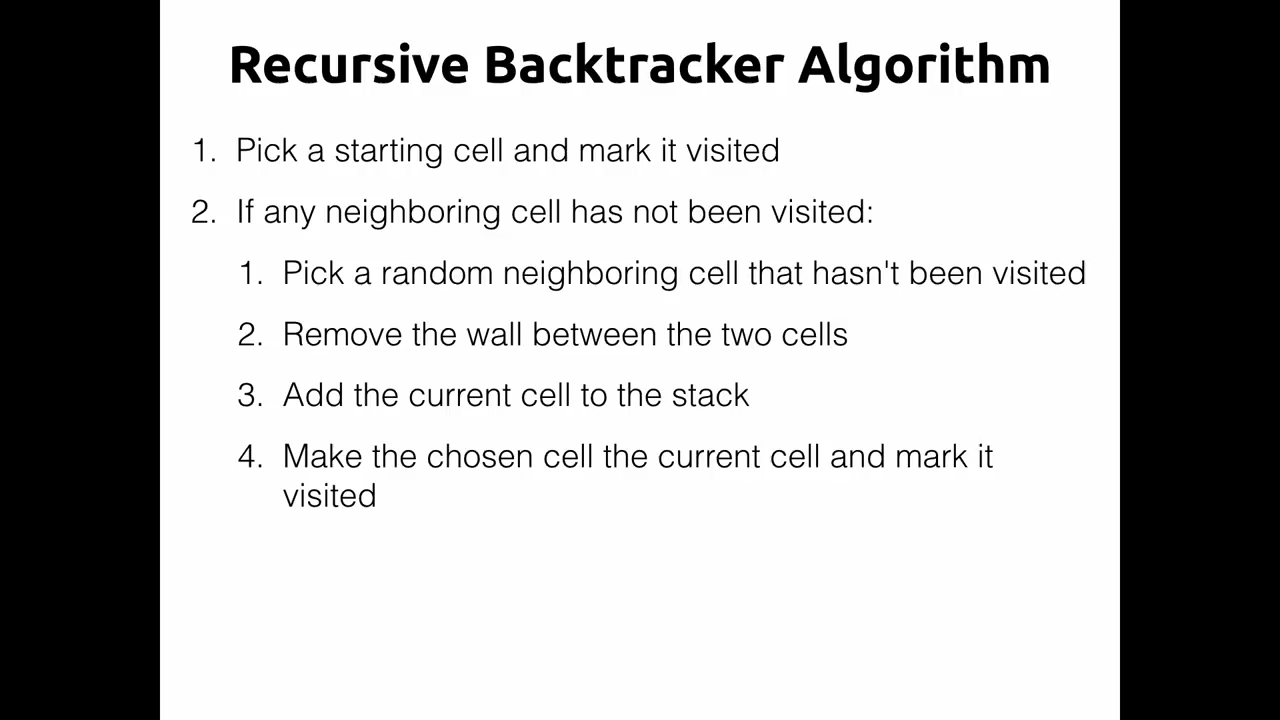 Recursive Backtracker Algorithm
1. Pick a starting cell and mark it visited
2. If any neighboring cell has not been visited:
1. Pick a random neighboring cell that hasn't been visited
2. Remove the wall between the two cells
3. Add the current cell to the stack
4. Make the chosen cell the current cell and mark it
visited